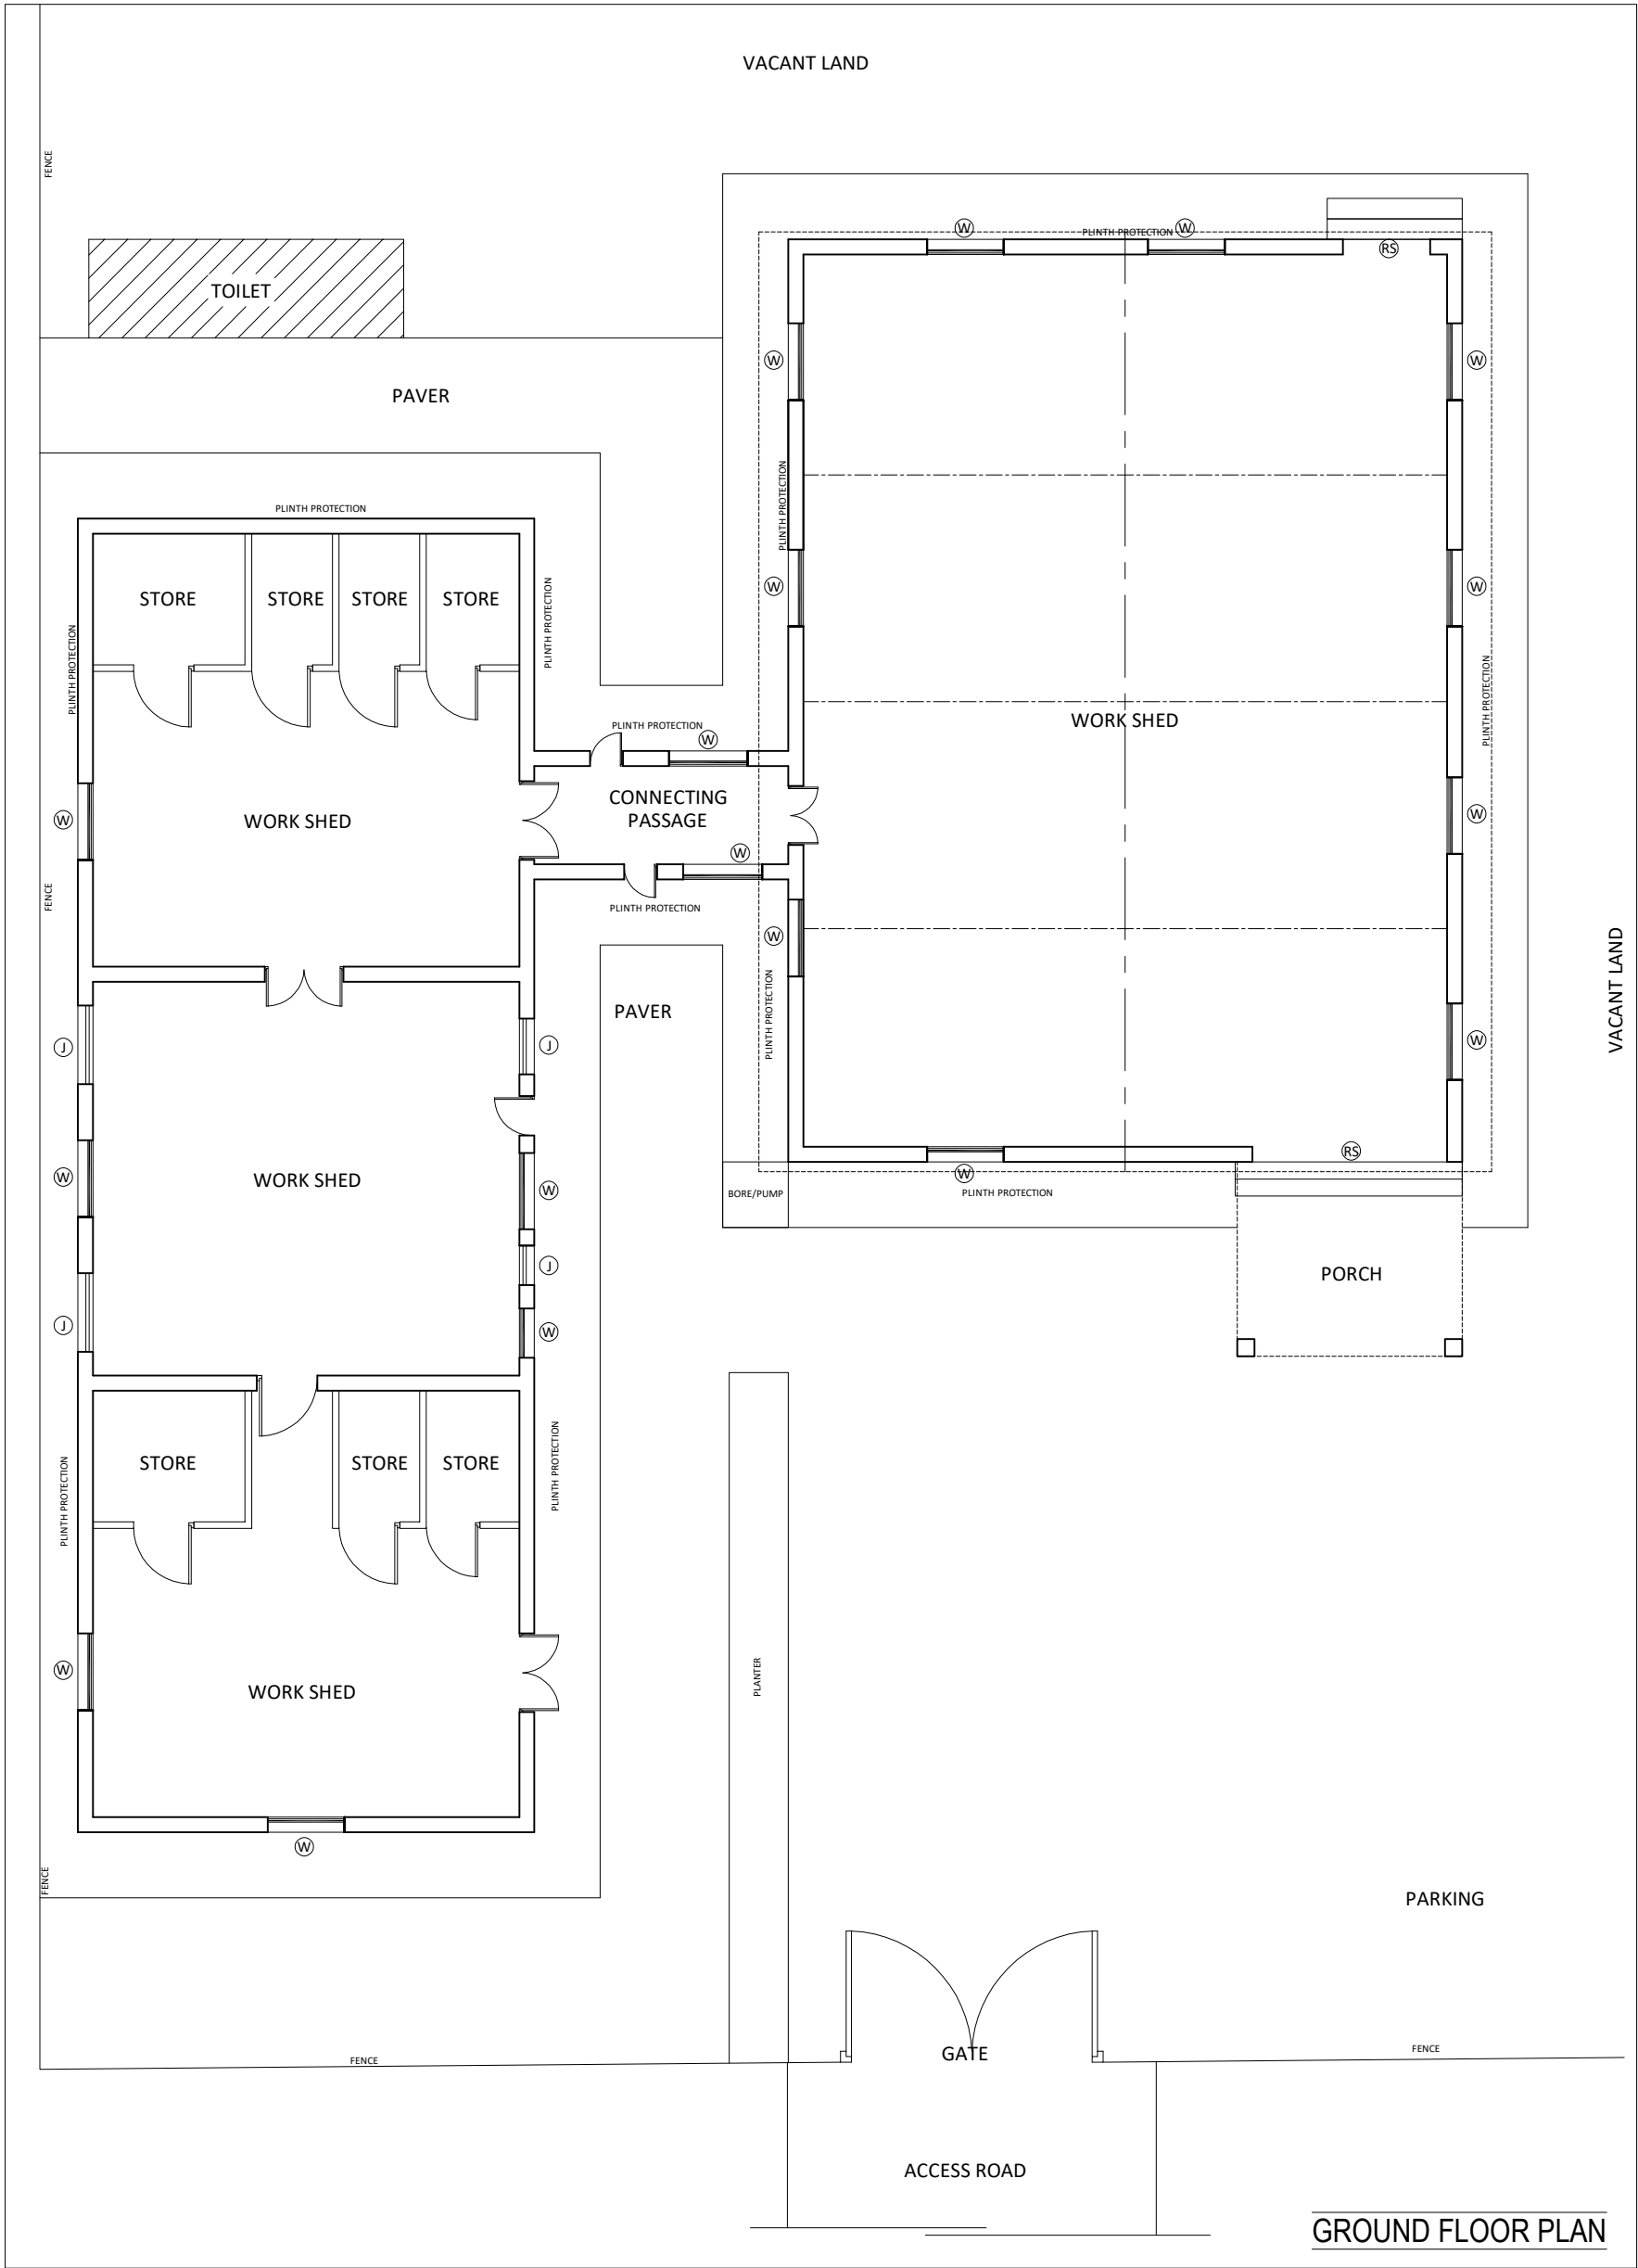 VACANT LAND
FENCE
PLINTH PROTECTION
W
W
RS
TOILET
W
W
PAVER
PLINTH PROTECTION
PLINTH PROTECTION
STORE
STORE
STORE
STORE
PLINTH PROTECTION
PLINTH PROTECTION
W
W
PLINTH PROTECTION
WORK SHED
PLINTH PROTECTION
W
CONNECTING
PASSAGE
W
WORK SHED
W
W
FENCE
PLINTH PROTECTION
W
VACANT LAND
PAVER
PLINTH PROTECTION
J
J
W
WORK SHED
W
W
RS
BORE/PUMP
W
PLINTH PROTECTION
J
PORCH
J
W
STORE
STORE
STORE
PLINTH PROTECTION
PLINTH PROTECTION
W
WORK SHED
PLANTER
W
FENCE
PARKING
GATE
FENCE
FENCE
ACCESS ROAD
GROUND FLOOR PLAN